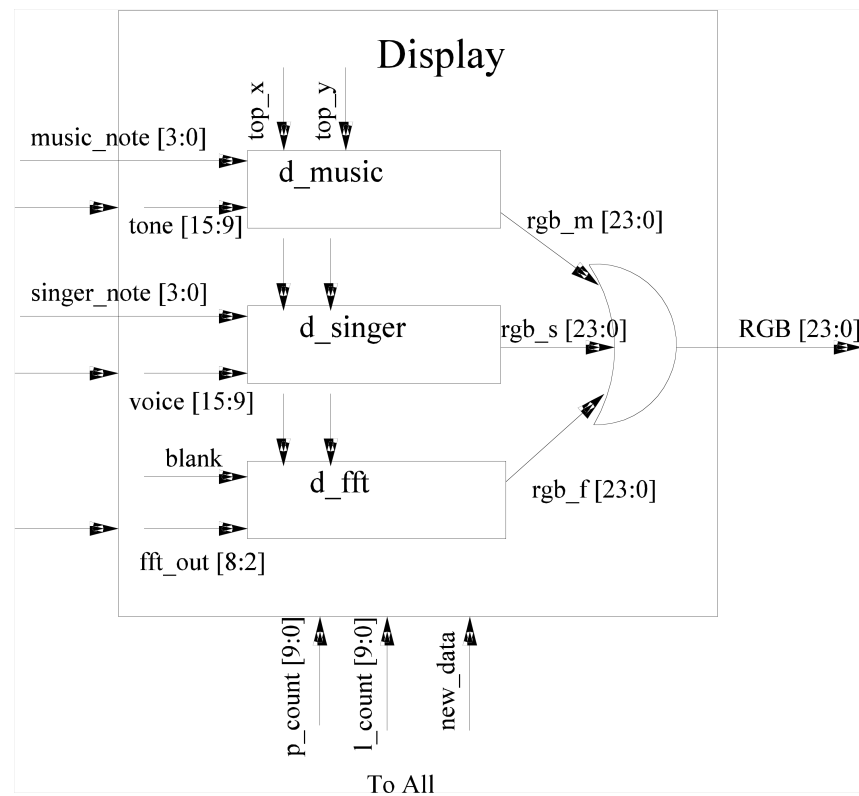 Display
top_x
top_y
music_note [3:0]
d_music
tone [15:9]
rgb_m [23:0]
singer_note [3:0]
d_singer
rgb_s [23:0]
RGB [23:0]
voice [15:9]
blank
d_fft
rgb_f [23:0]
fft_out [8:2]
p_count [9:0]
l_count [9:0]
new_data
To All